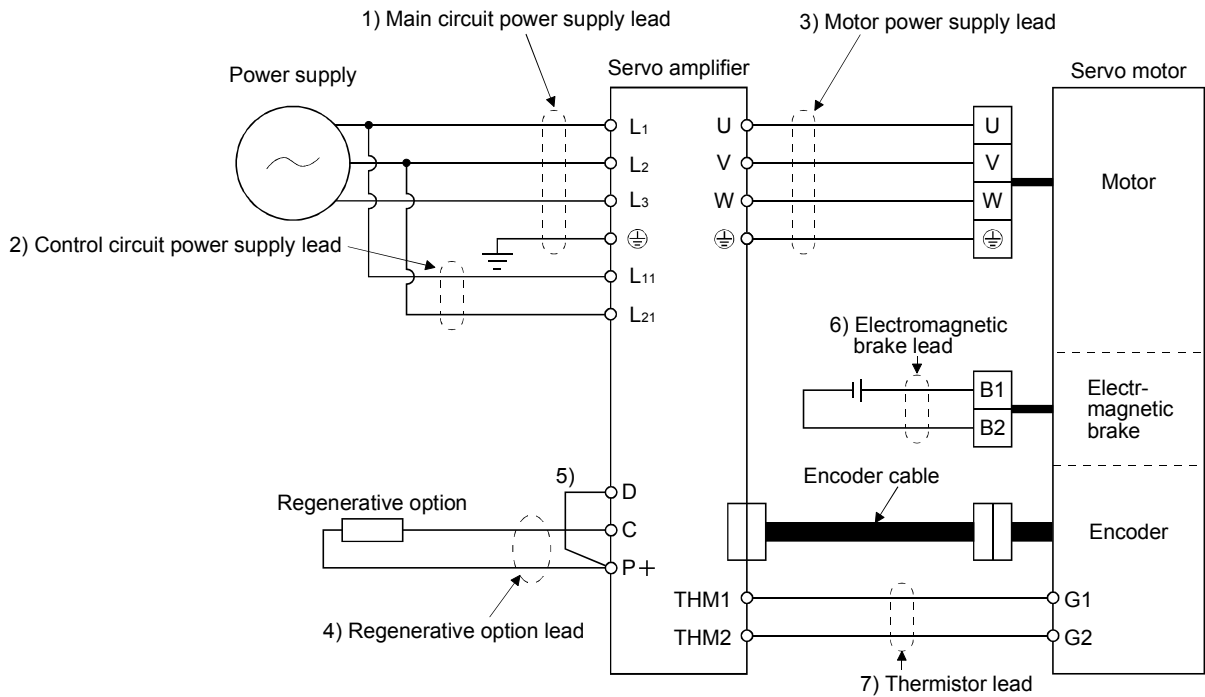 1) Main circuit power supply lead
3) Motor power supply lead
Power supply
Servo amplifier
Servo motor
L1
U
U
L2
V
V
Motor
L3
W
W
2) Control circuit power supply lead
L11
L21
6) Electromagnetic
brake lead
B1
B2
Electr-
magnetic
brake
5)
D
Encoder cable
Regenerative option
C
Encoder
P+
THM1
G1
4) Regenerative option lead
THM2
G2
7) Thermistor lead